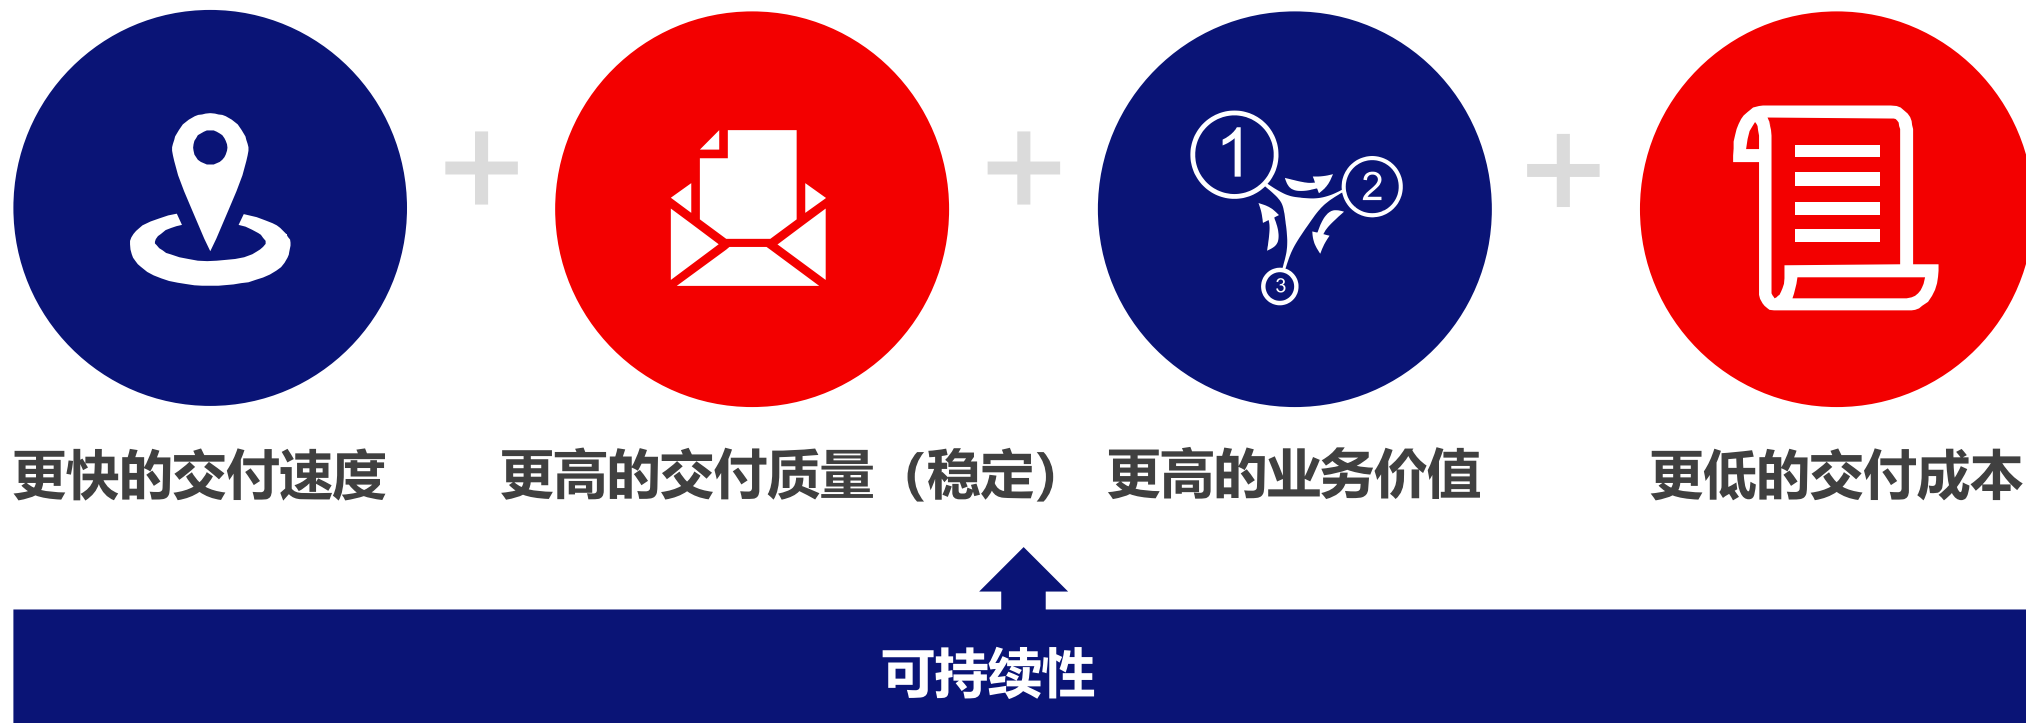 1
2
3
更快的交付速度
更高的交付质量（稳定）
更高的业务价值
更低的交付成本
可持续性